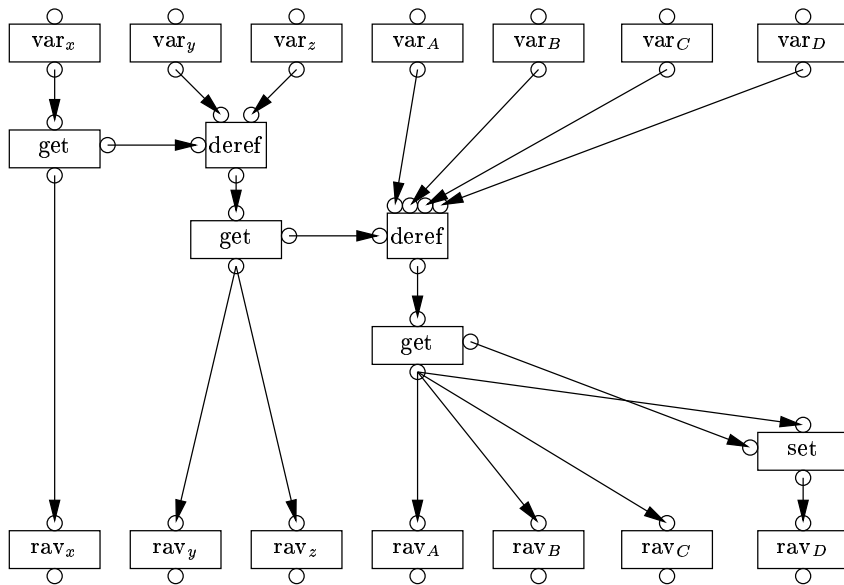 var_x var_y var_z var_A var_B var_C var_D
get deref
get deref
get
set
rav_x rav_y rav_z rav_A rav_B rav_C rav_D